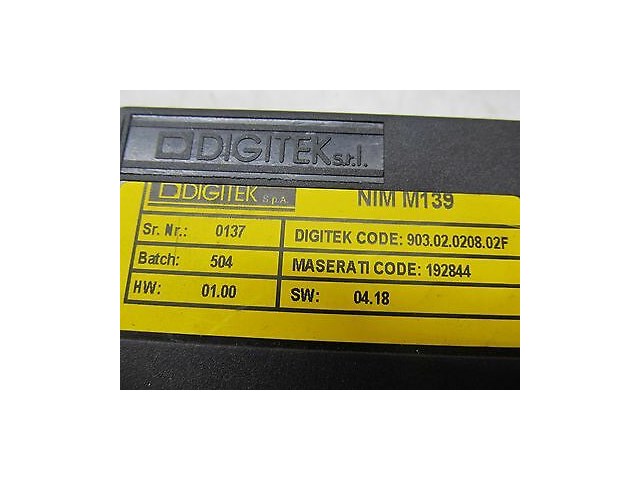 DIGITEK s.r.l.
DIGITEK S.p.A. NIM M139
Sr. Nr.: 0137 DIGITEK CODE: 903.02.0208.02F
Batch: 504 MASERATI CODE: 192844
HW: 01.00 SW: 04.18